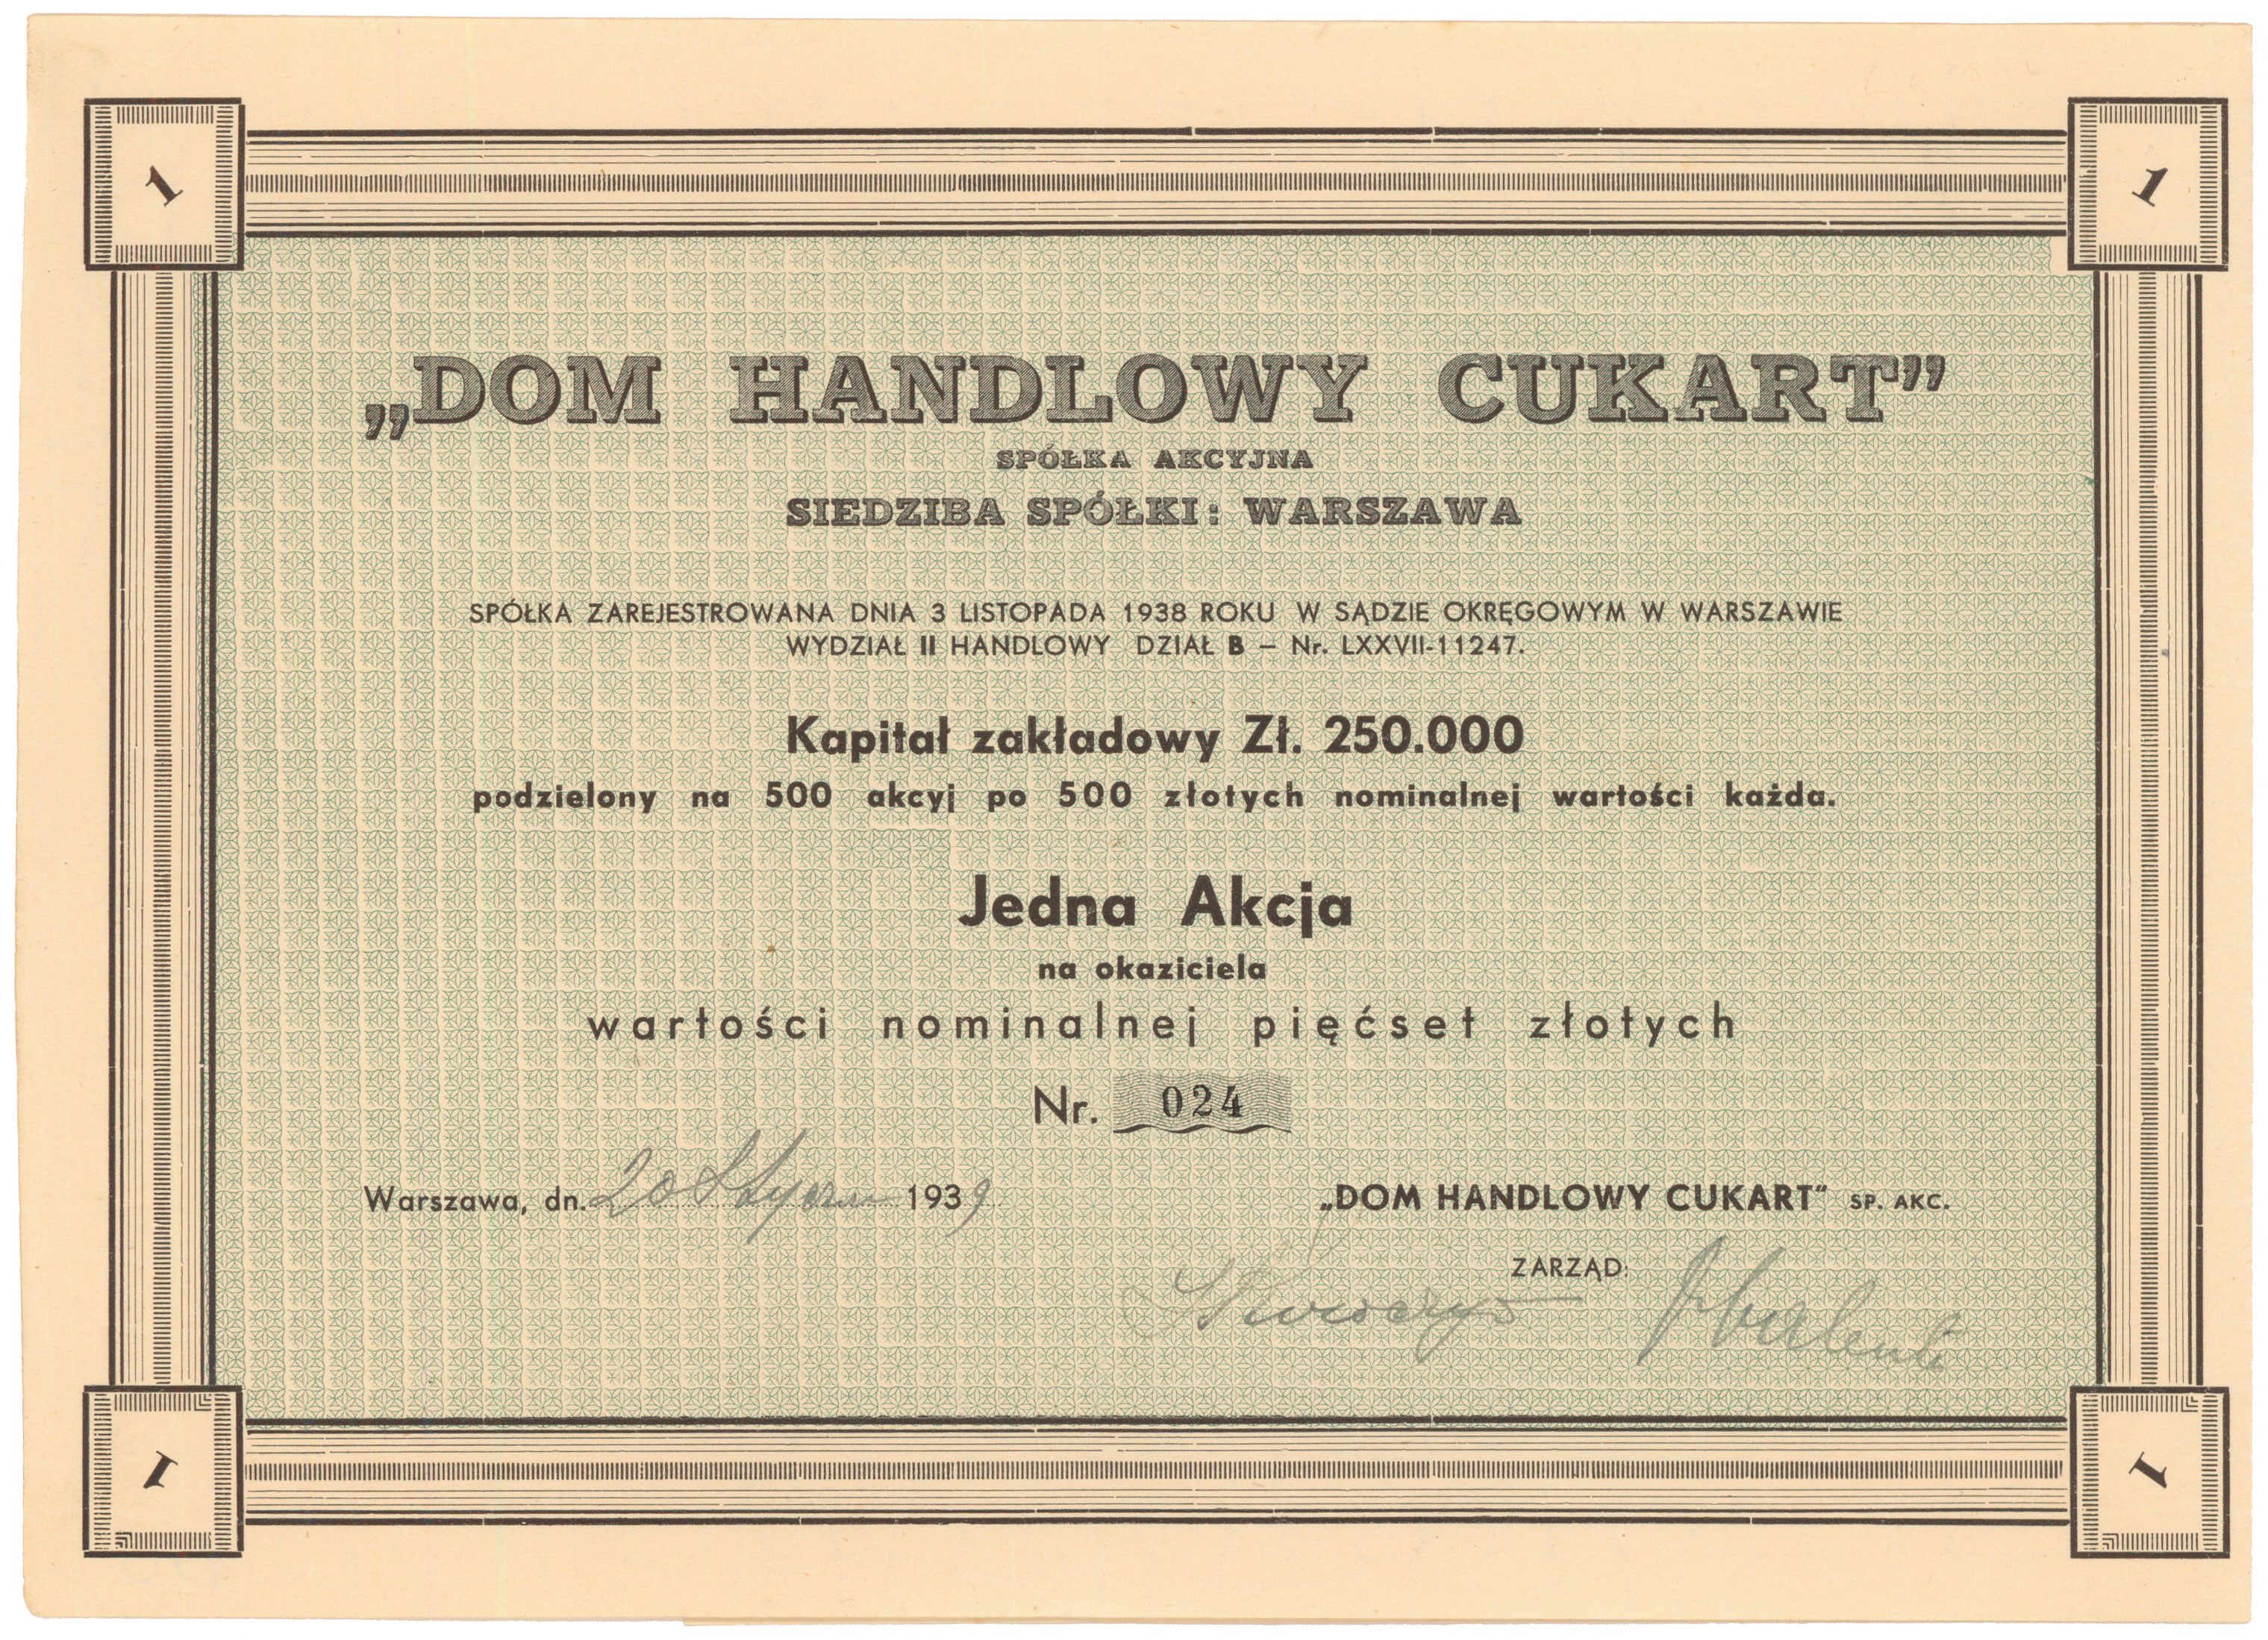 1 1
„DOM HANDLOWY CUKART”
SPÓŁKA AKCYJNA
SIEDZIBA SPÓŁKI: WARSZAWA
SPÓŁKA ZAREJESTROWANA DNIA 3 LISTOPADA 1938 ROKU W SĄDZIE OKRĘGOWYM W WARSZAWIE
WYDZIAŁ II HANDLOWY DZIAŁ B – Nr. LXXVII-11247.
Kapitał zakładowy Zł. 250.000
podzielony na 500 akcyj po 500 złotych nominalnej wartości każda.
Jedna Akcja
na okaziciela
wartości nominalnej pięćset złotych
Nr. 024
Warszawa, dn. 20 1939
„DOM HANDLOWY CUKART” SP. AKC.
ZARZĄD:
1 1